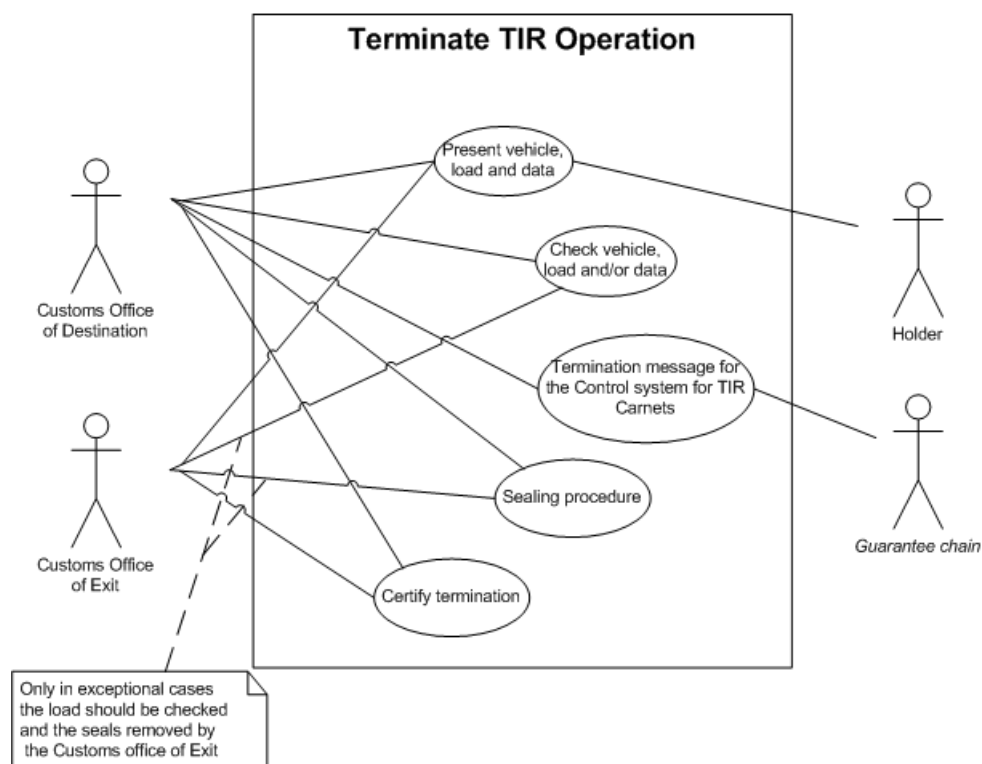 Terminate TIR Operation
Present vehicle,
load and data
Customs Office
of Destination
Check vehicle,
load and/or data
Holder
Termination message for
the Control system for TIR
Carnets
Sealing procedure
Customs Office
of Exit
Guarantee chain
Certify termination
Only in exceptional cases
the load should be checked
and the seals removed by
the Customs office of Exit